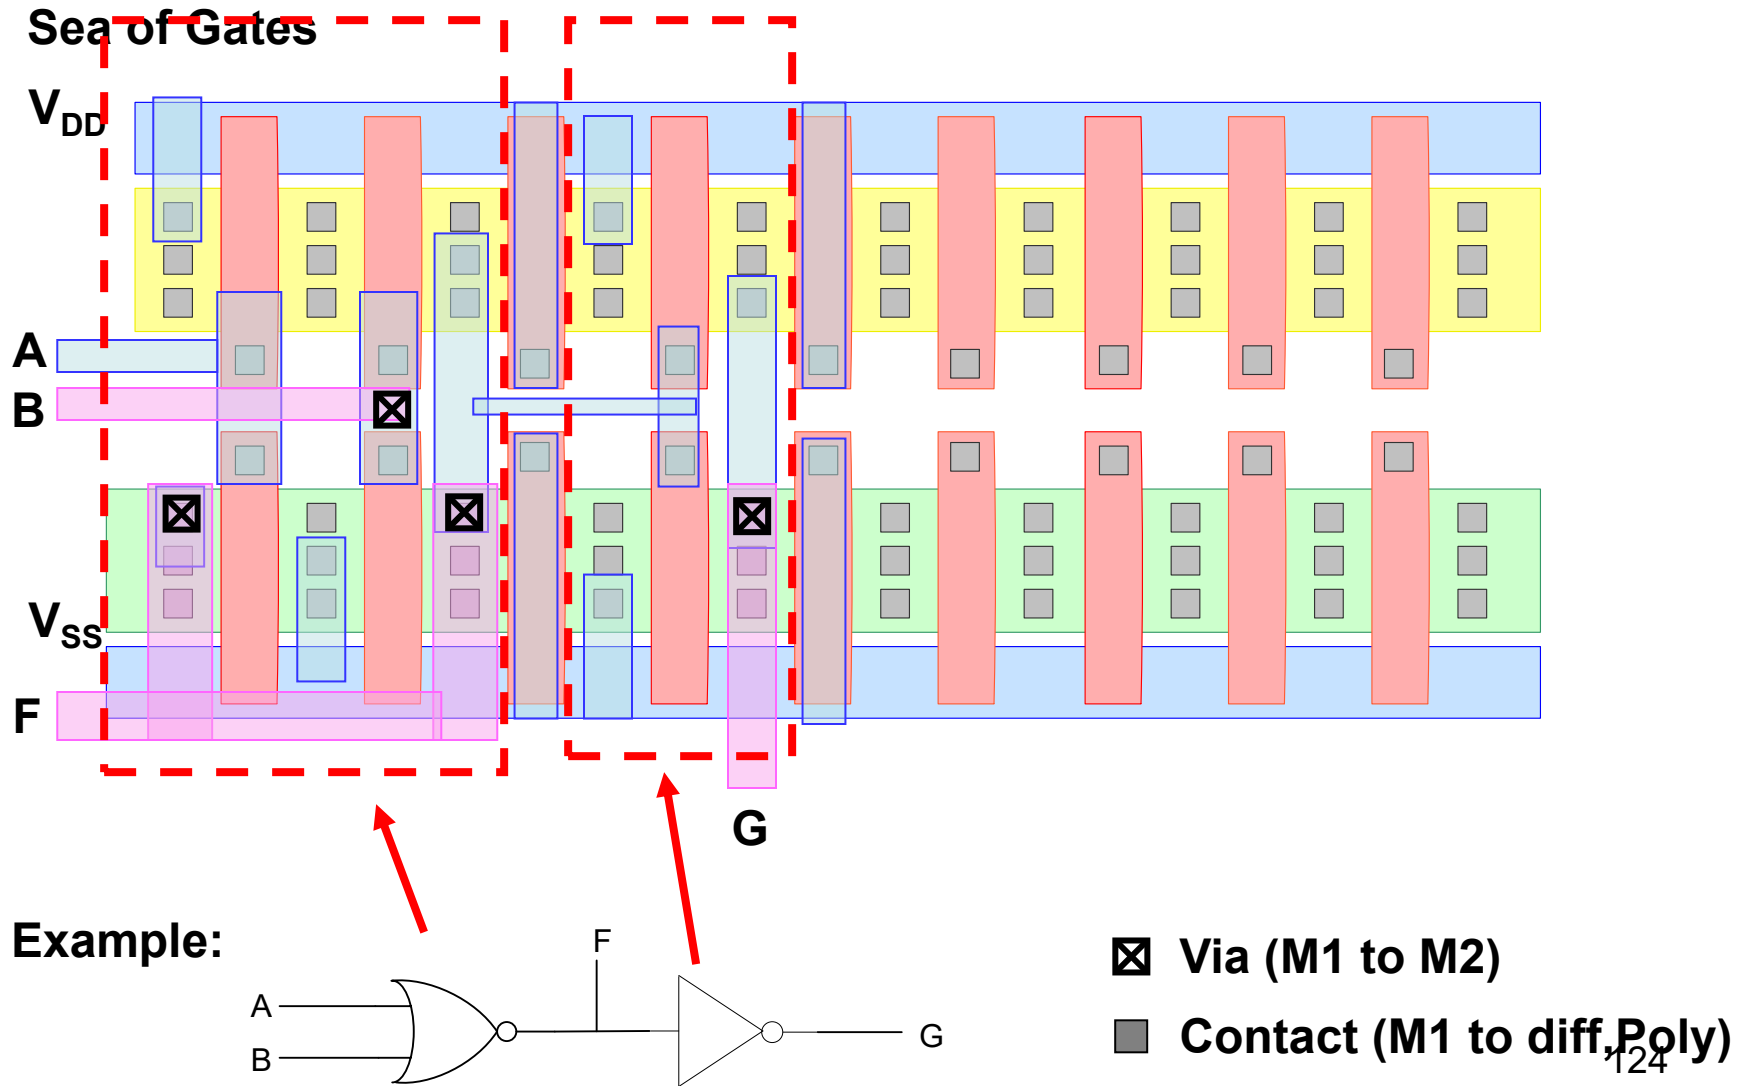 Sea of Gates
VDD
A
B
VSS
F
G
Example:
F
A
B
G
Via (M1 to M2)
Contact (M1 to diff,Poly)
124